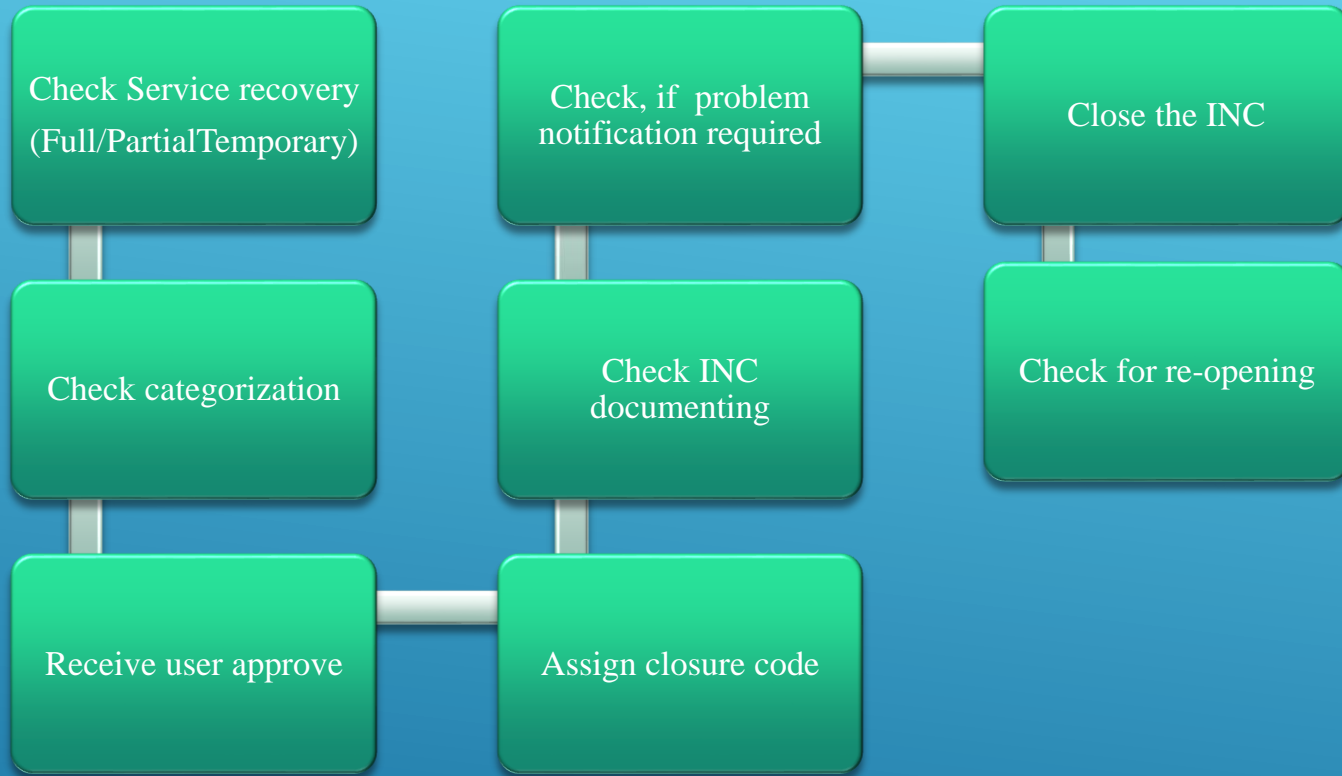 Check Service recovery
(Full/PartialTemporary)
Check categorization
Receive user approve
Assign closure code
Check INC
documenting
Check, if problem
notification required
Close the INC
Check for re-opening